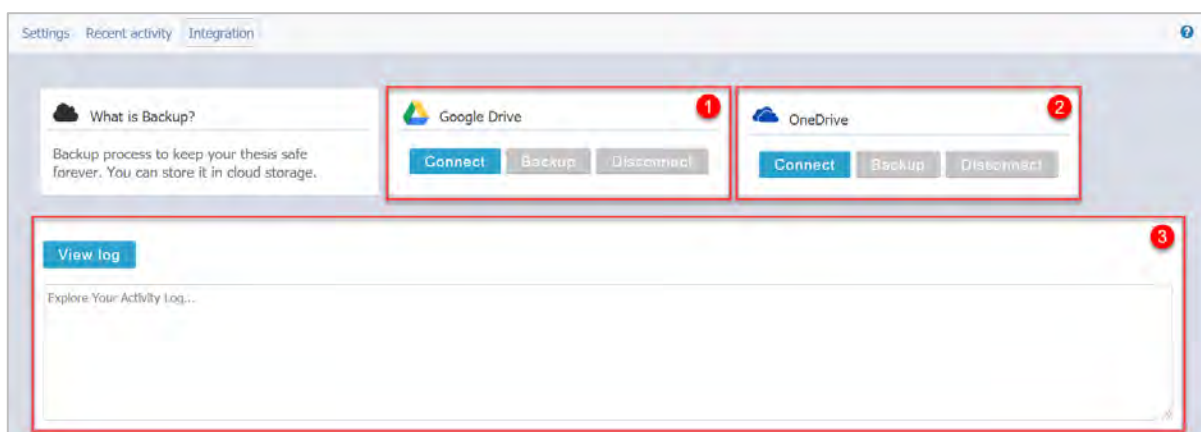 Settings Recent activity Integration
What is Backup?
Backup process to keep your thesis safe
forever. You can store it in cloud storage.
Google Drive 1
Connect Backup Disconnect
OneDrive 2
Connect Backup Disconnect
3
View log
Explore Your Activity Log...